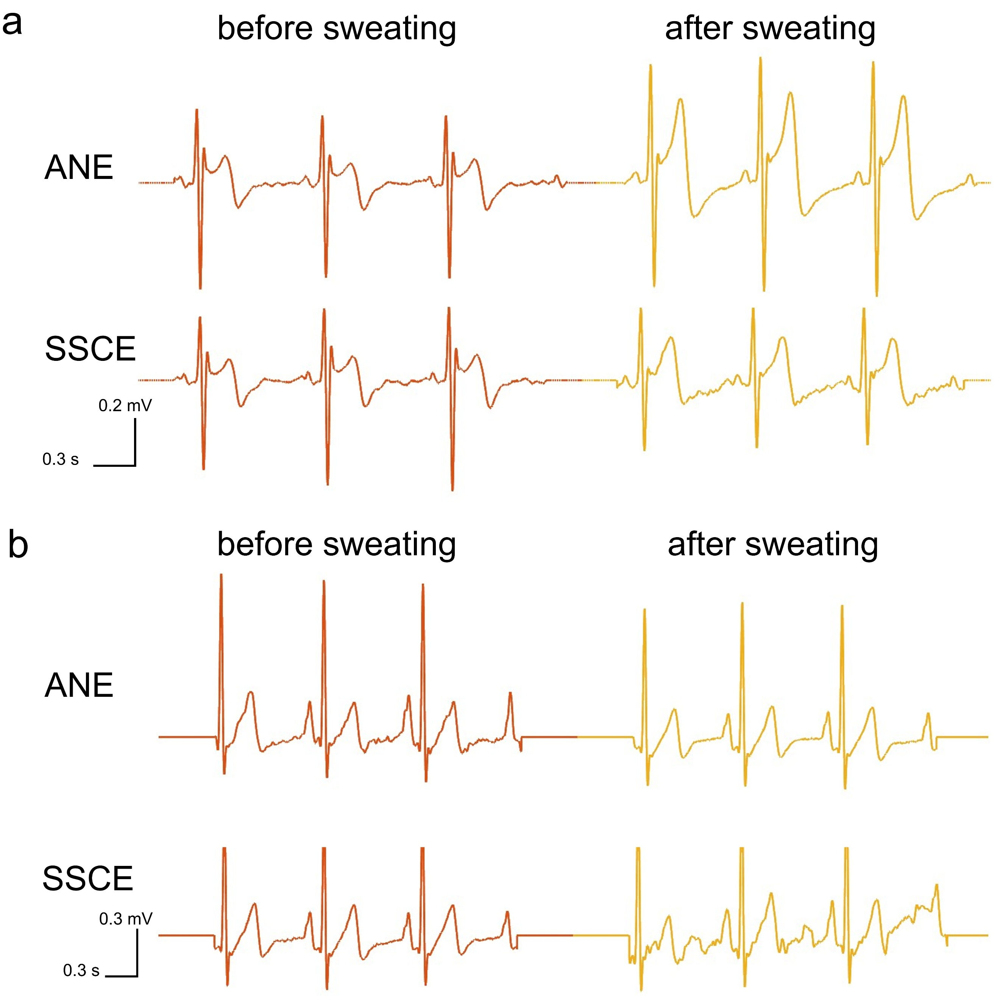 a
before sweating
after sweating
ANE
SSCE
0.2 mV
0.3 s
b
before sweating
after sweating
ANE
SSCE
0.3 mV
0.3 s